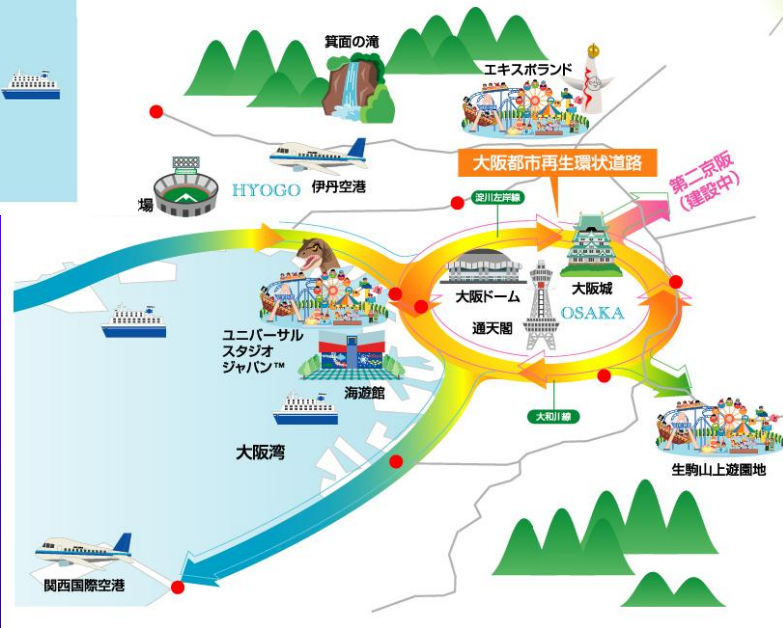 箕面の滝
エキスポランド
大阪都市再生環状道路
第二京阪
(建設中)
場
HYOGO
伊丹空港
淀川左岸線
大阪ドーム
大阪城
通天閣
OSAKA
ユニバーサル
スタジオ
ジャパン™
海遊館
大和川線
大阪湾
生駒山上遊園地
関西国際空港